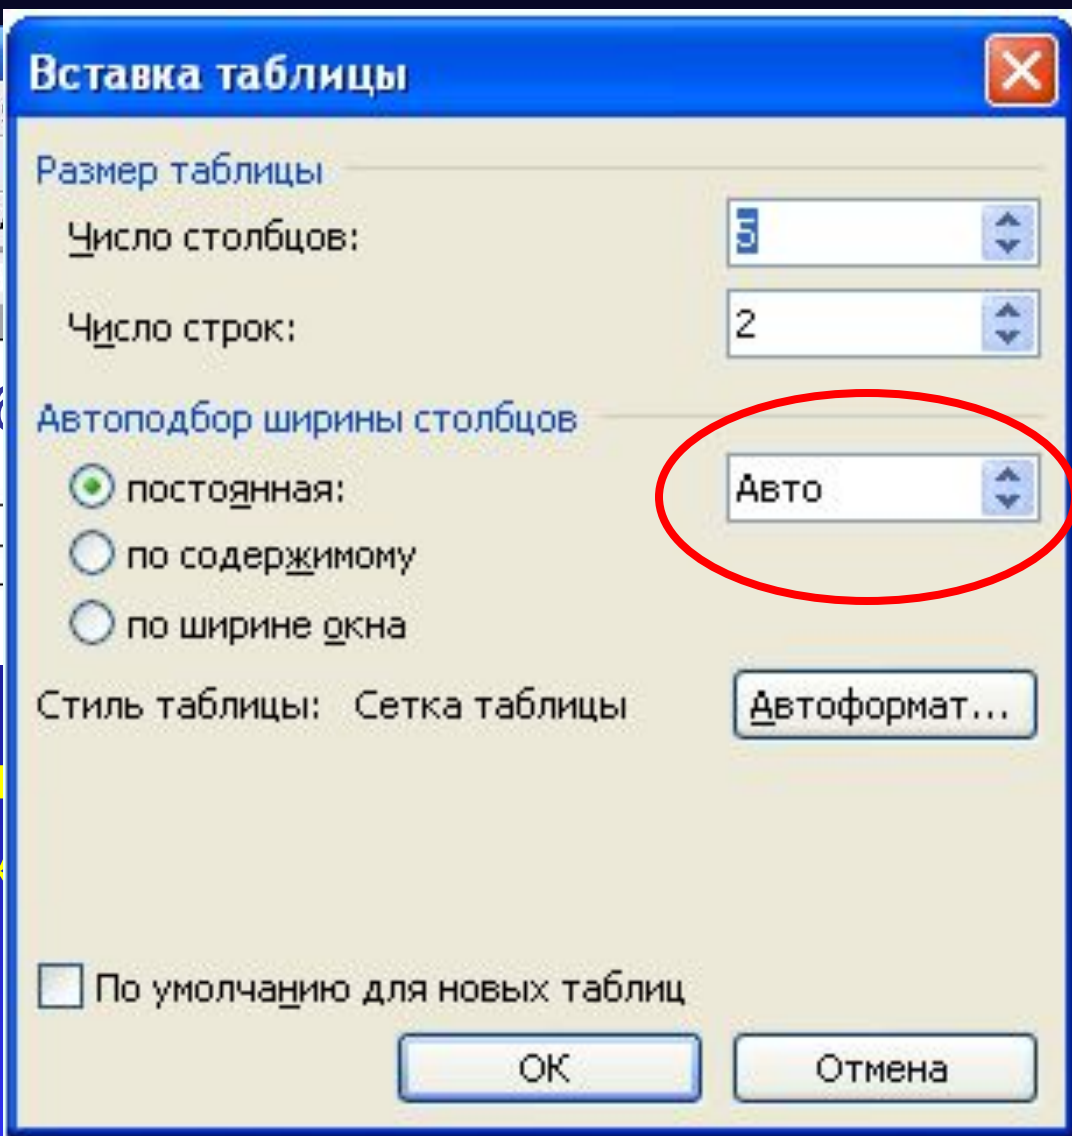 Вставка таблицы
Размер таблицы
Число столбцов: 5
Число строк: 2
Автоподбор ширины столбцов
постоянная: Авто
по содержимому
по ширине окна
Стиль таблицы: Сетка таблицы Автоформат...
По умолчанию для новых таблиц
ОК Отмена